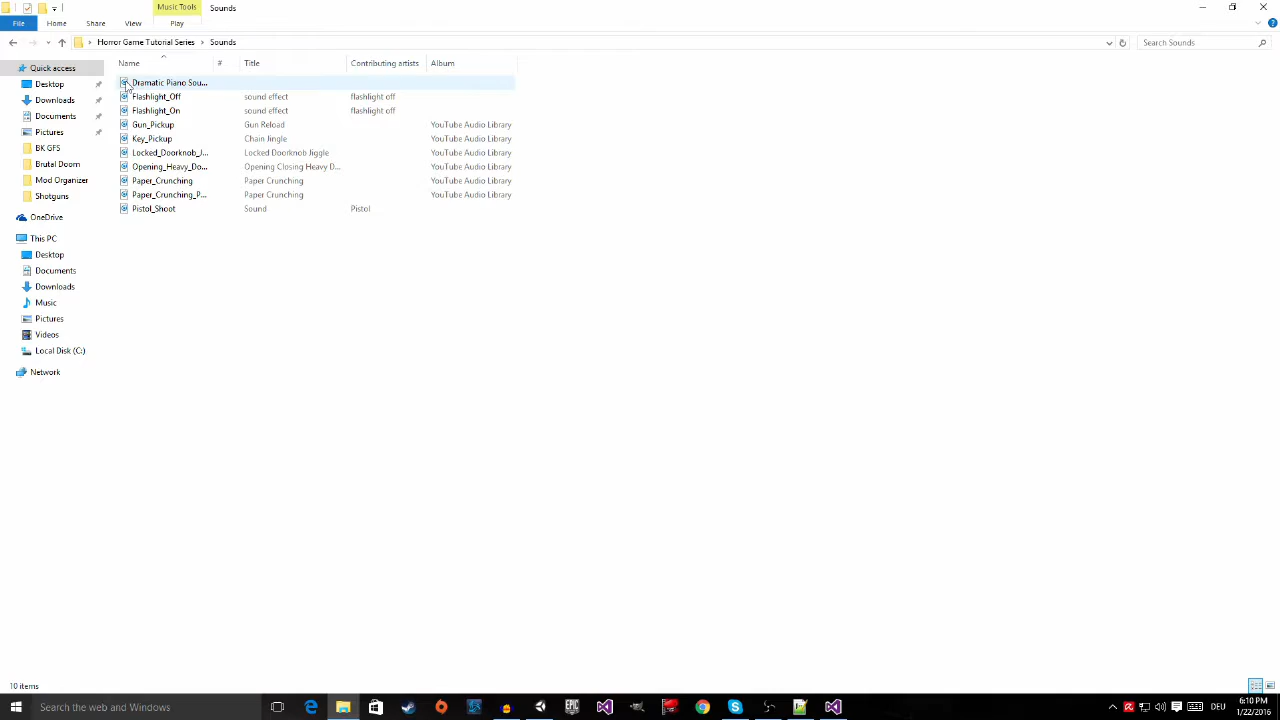 Music Tools
Sounds
File
Home
Share
View
Play
Horror Game Tutorial Series
Sounds
Search Sounds
Name
#
Title
Contributing artists
Album
Quick access
Desktop
Downloads
Documents
Pictures
BK GFS
Brutal Doom
Mod Organizer
Shotguns
OneDrive
This PC
Desktop
Documents
Downloads
Music
Pictures
Videos
Local Disk (C:)
Network
Dramatic Piano Sou...
Flashlight_Off sound effect flashlight off
Flashlight_On sound effect flashlight off
Gun_Pickup Gun Reload YouTube Audio Library
Key_Pickup Chain Jingle YouTube Audio Library
Locked_Doorknob_J... Locked Doorknob Jiggle YouTube Audio Library
Opening_Heavy_Do... Opening Closing Heavy D... YouTube Audio Library
Paper_Crunching Paper Crunching YouTube Audio Library
Paper_Crunching_P... Paper Crunching YouTube Audio Library
Pistol_Shoot Sound Pistol
10 items
Search the web and Windows
EPIC
DEU
6:10 PM
1/22/2016